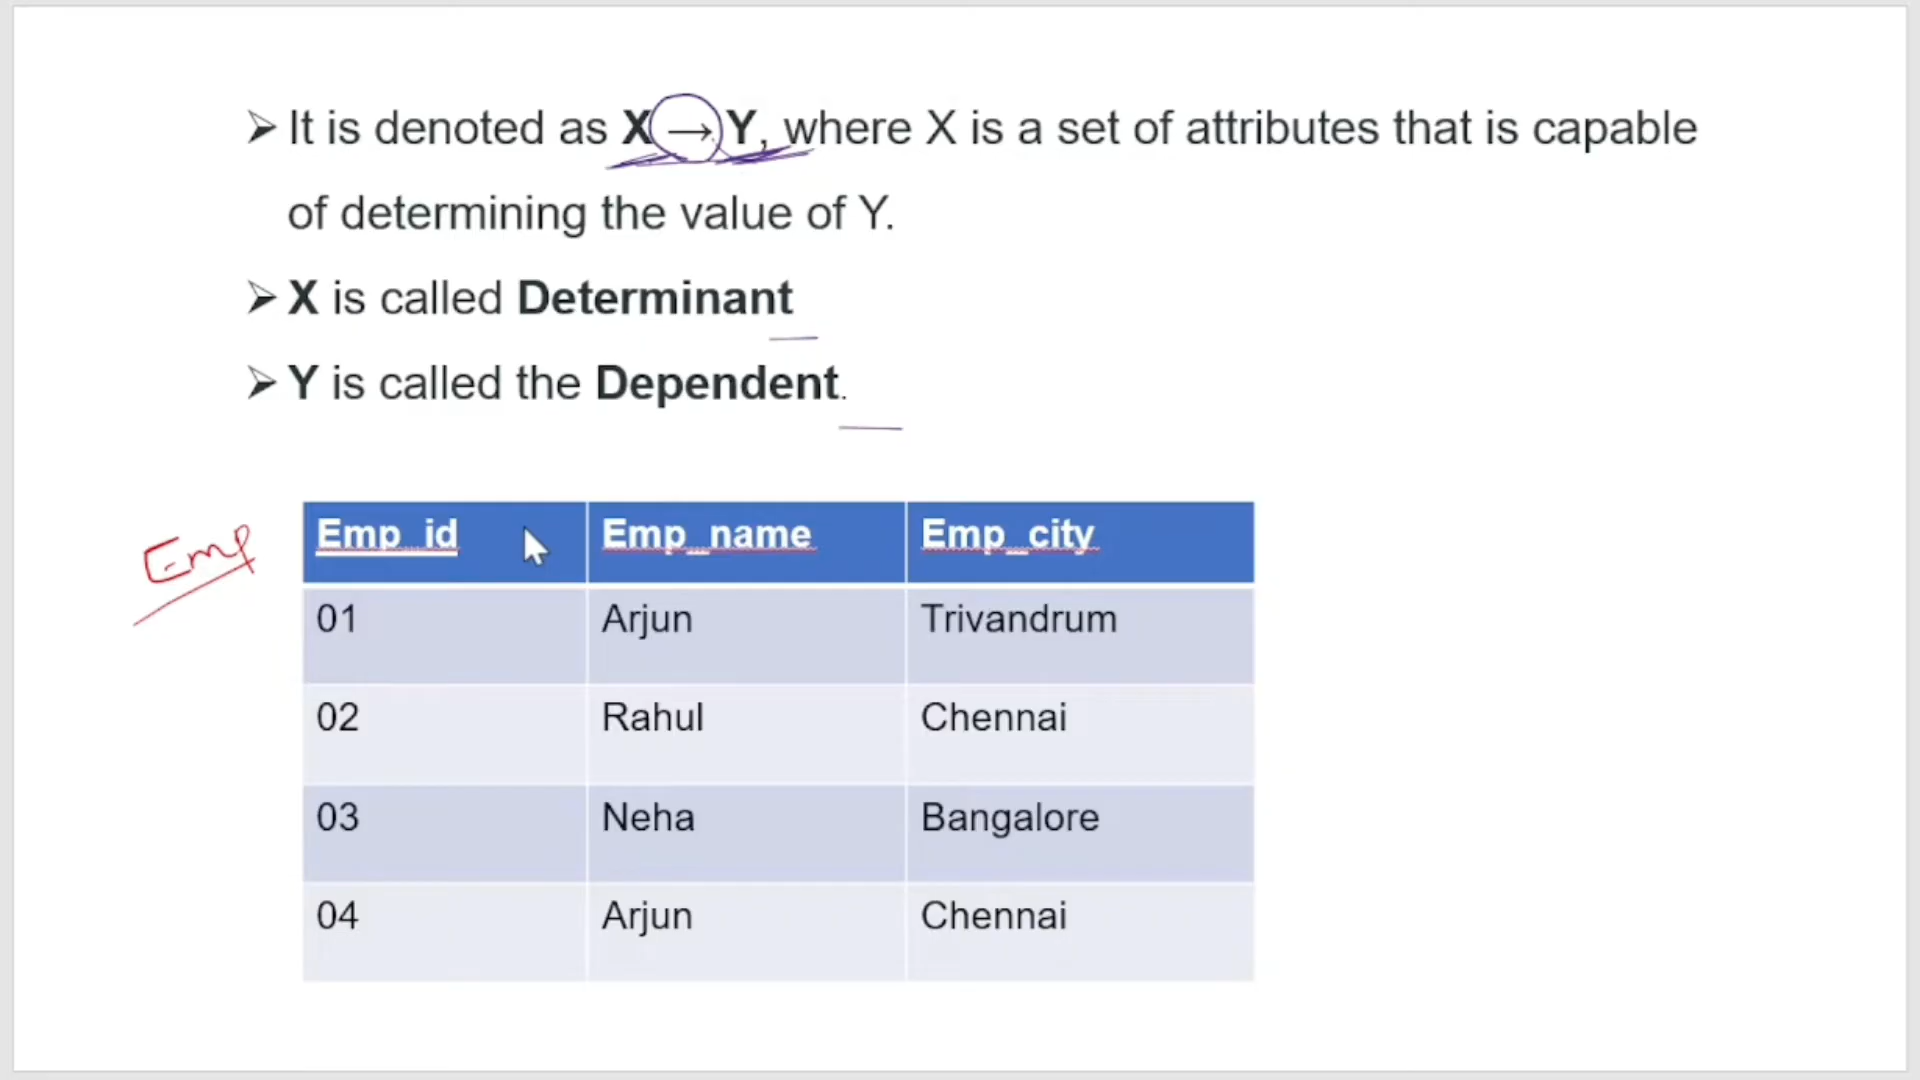 ➢ It is denoted as X → Y, where X is a set of attributes that is capable
of determining the value of Y.
➢ X is called Determinant
➢ Y is called the Dependent.
Emp
Emp_id Emp_name Emp_city
01 Arjun Trivandrum
02 Rahul Chennai
03 Neha Bangalore
04 Arjun Chennai